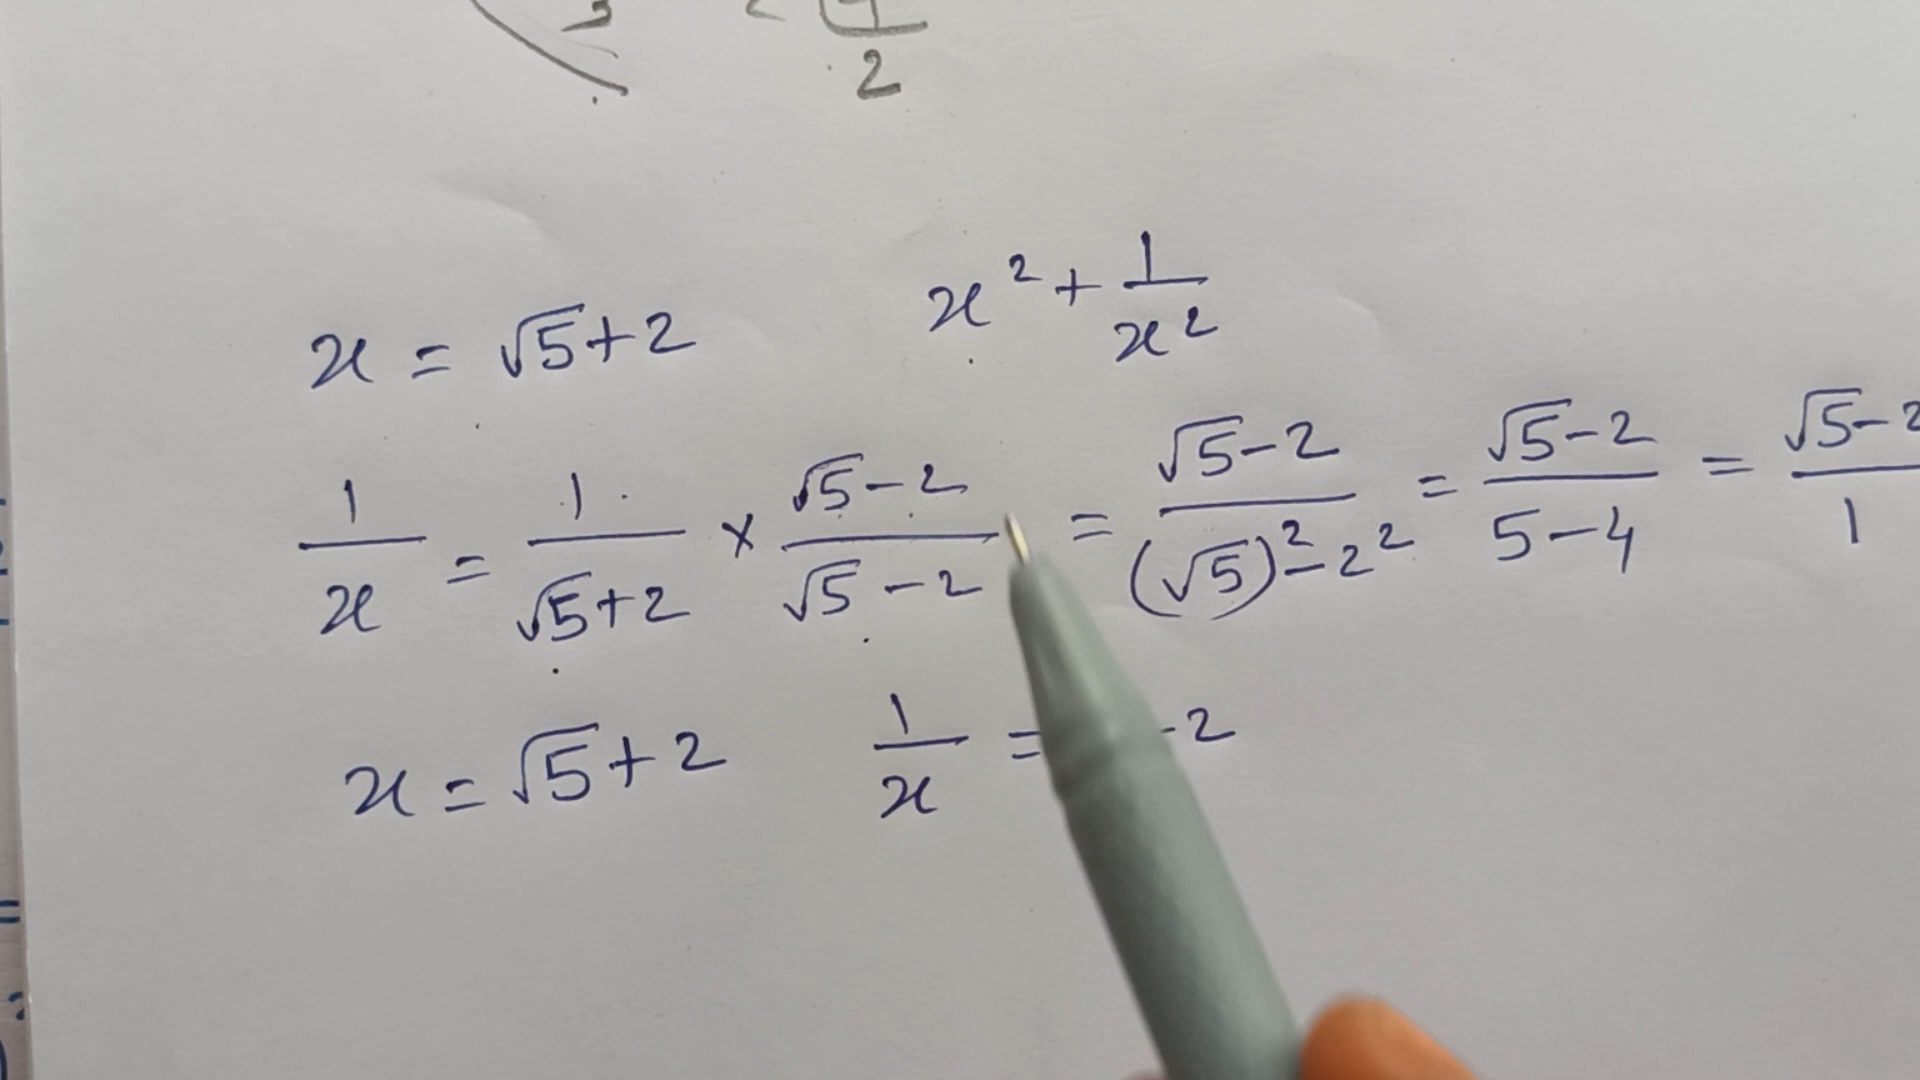 2
x = √5+2    x² + 1/x²
1/x = 1/(√5+2) × (√5-2)/(√5-2) = (√5-2)/((√5)²-2²) = (√5-2)/(5-4) = (√5-2)/1
x = √5+2    1/x = -2